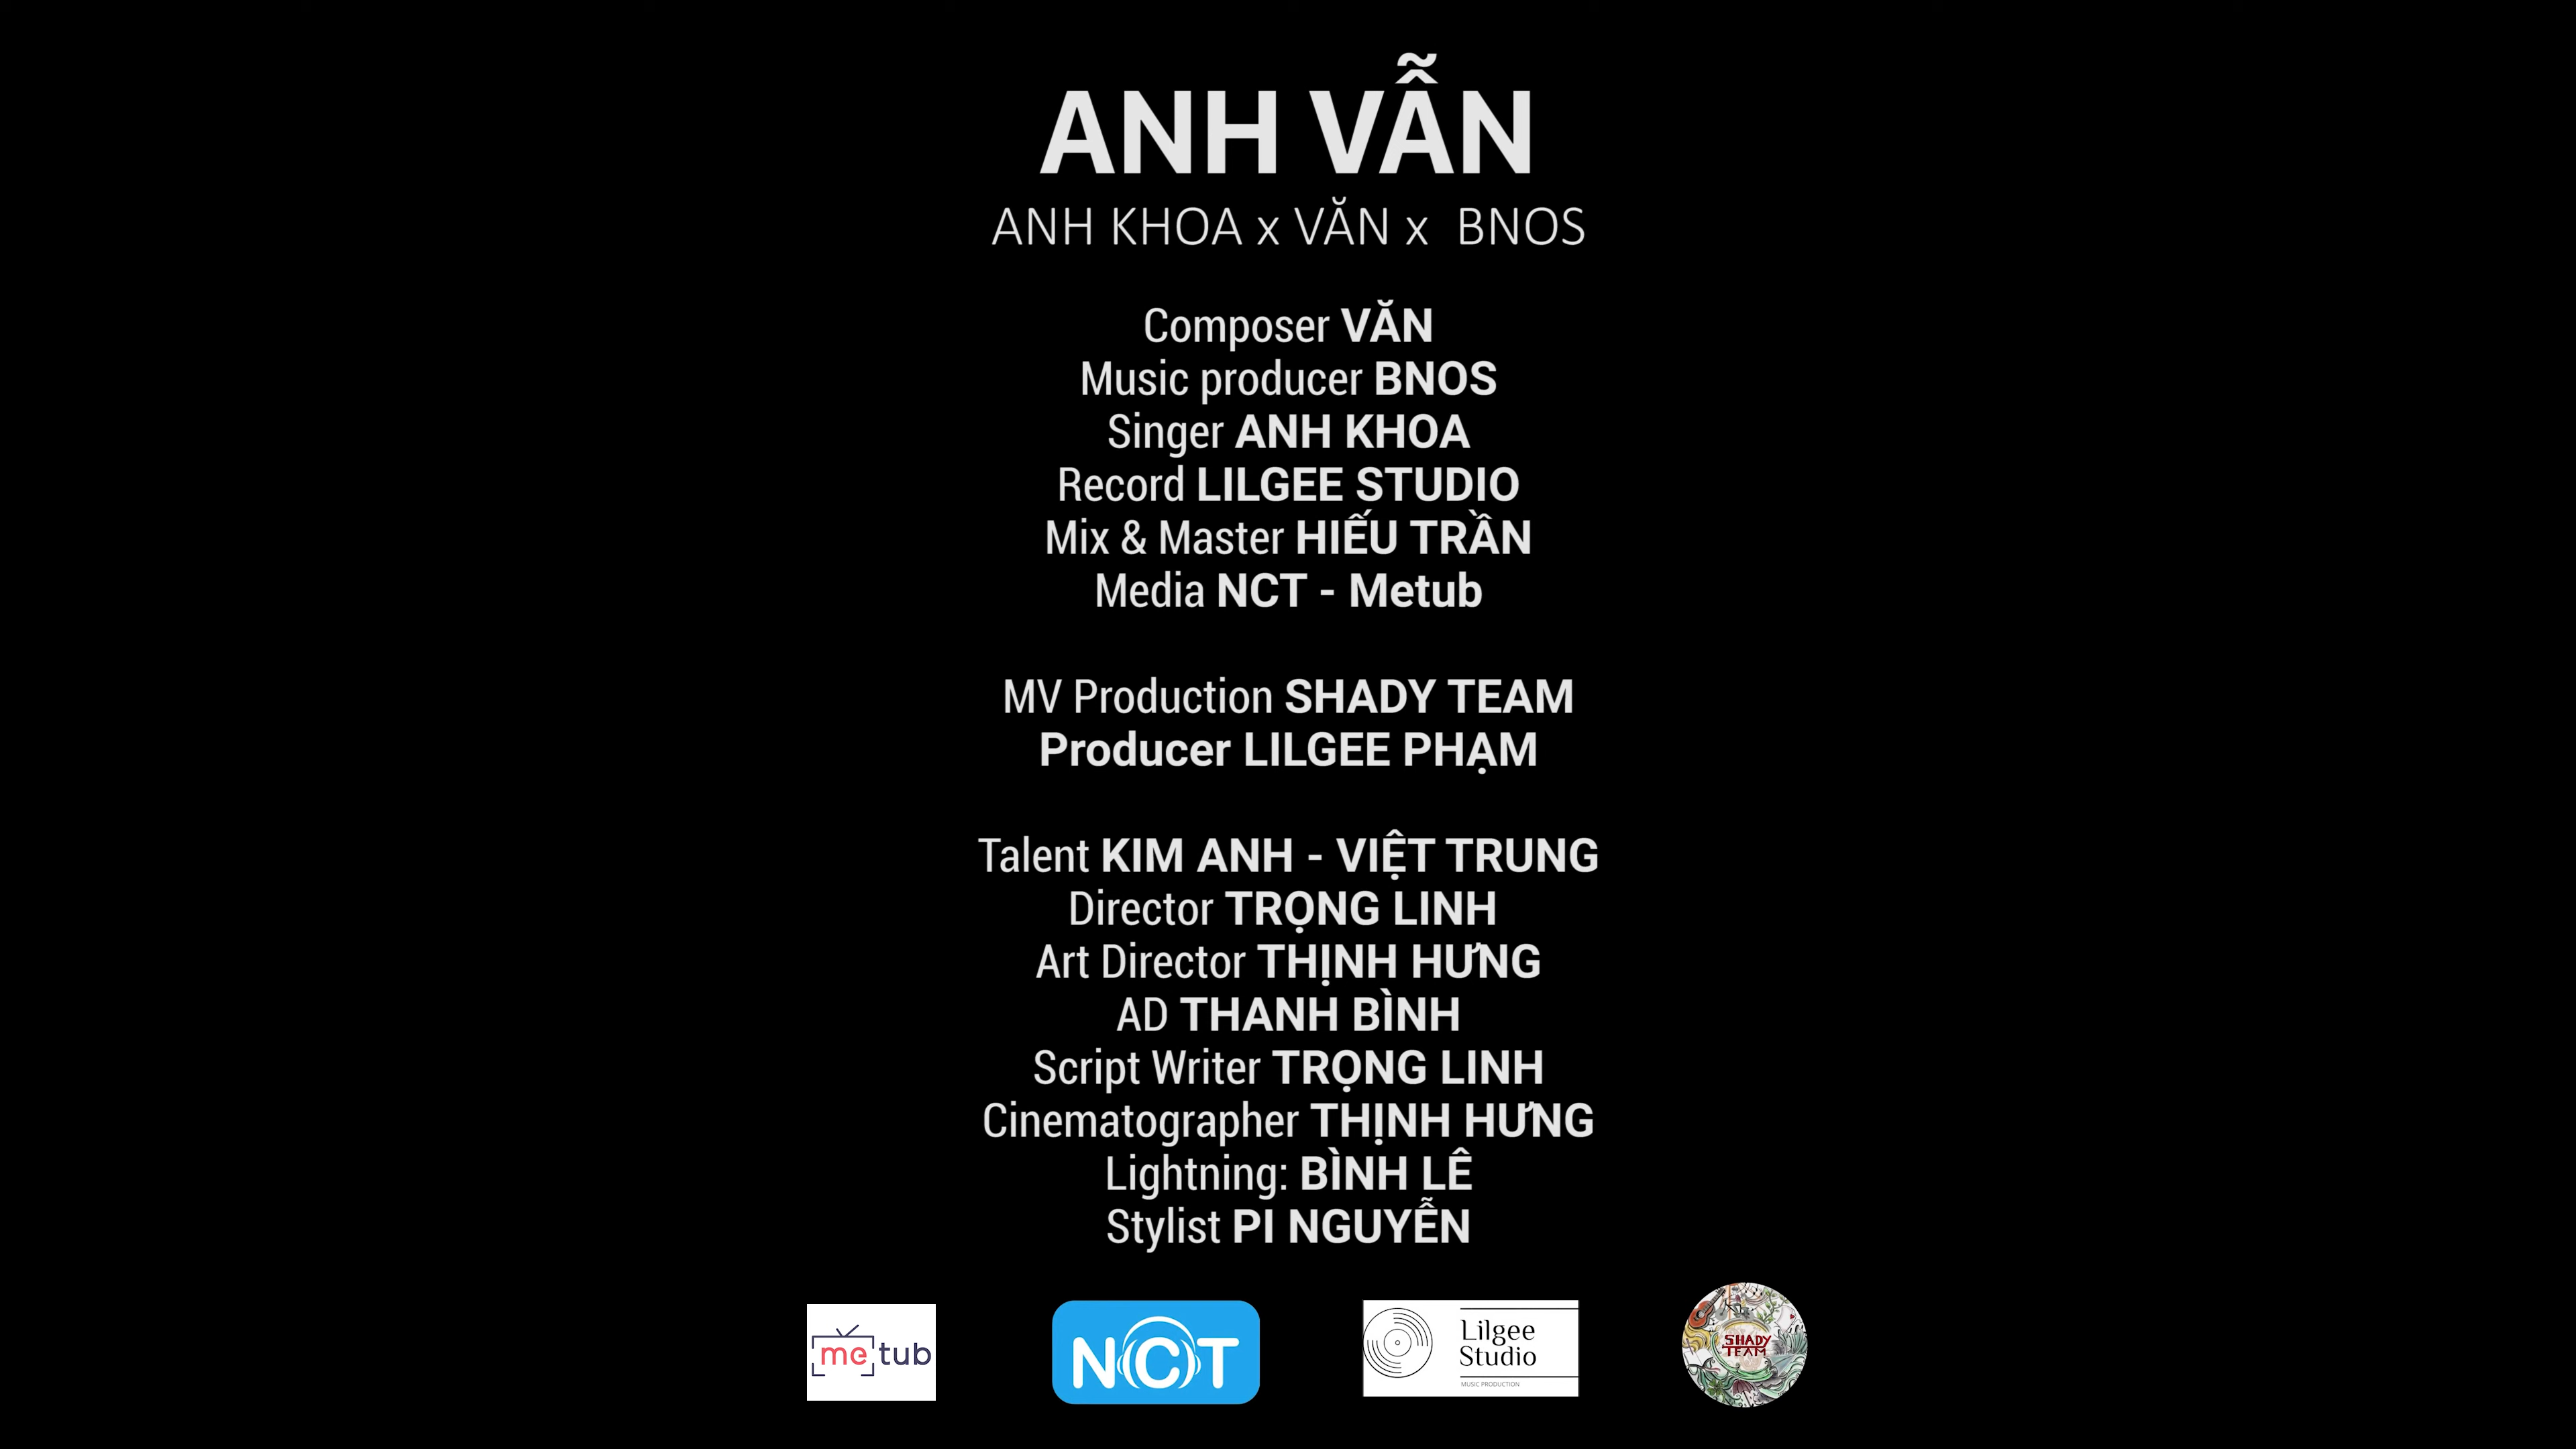 ANH VẪN
ANH KHOA x VĂN x BNOS
Composer VĂN
Music producer BNOS
Singer ANH KHOA
Record LILGEE STUDIO
Mix & Master HIẾU TRẦN
Media NCT - Metub
MV Production SHADY TEAM
Producer LILGEE PHẠM
Talent KIM ANH - VIỆT TRUNG
Director TRỌNG LINH
Art Director THỊNH HƯNG
AD THANH BÌNH
Script Writer TRỌNG LINH
Cinematographer THỊNH HƯNG
Lightning: BÌNH LÊ
Stylist PI NGUYỄN
metub
NCT
Lilgee
Studio
MUSIC PRODUCTION
SHADY
TEAM